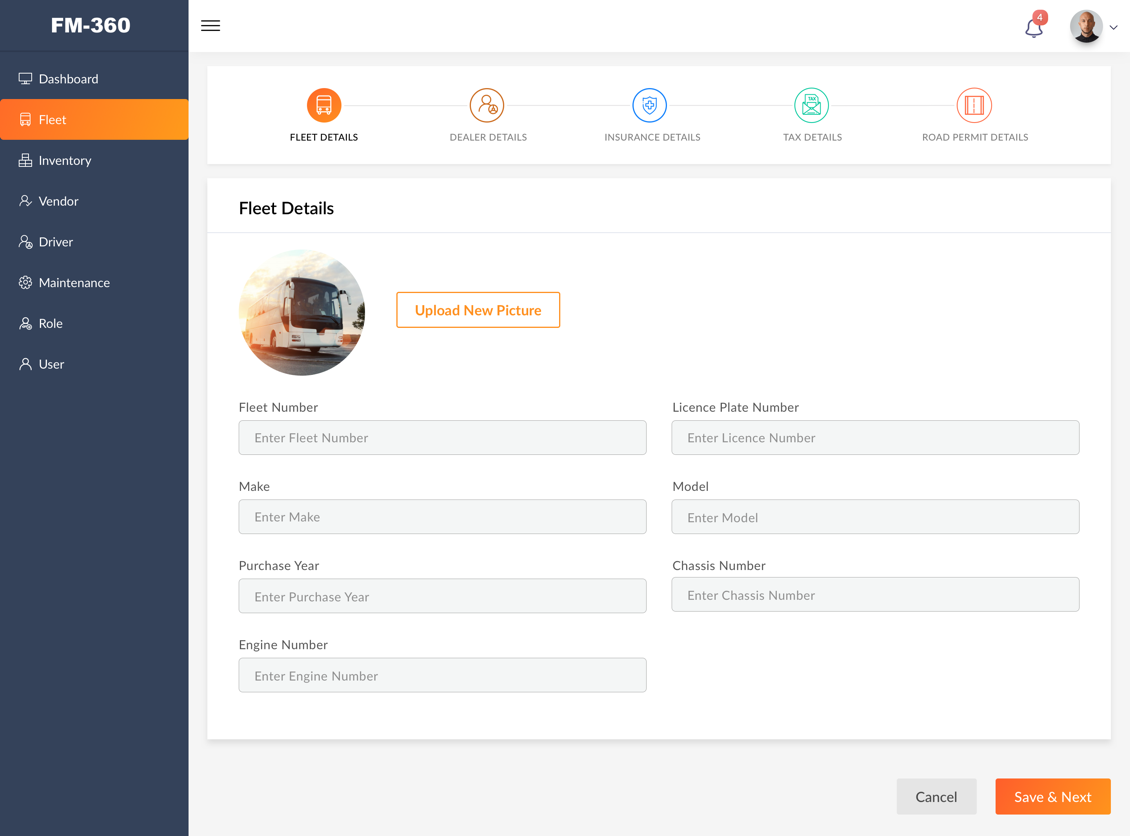 FM-360
4
Dashboard
Fleet
Inventory
Vendor
Driver
Maintenance
Role
User
FLEET DETAILS
DEALER DETAILS
INSURANCE DETAILS
TAX
TAX DETAILS
ROAD PERMIT DETAILS
Fleet Details
Upload New Picture
Fleet Number
Licence Plate Number
Enter Fleet Number
Enter Licence Number
Make
Model
Enter Make
Enter Model
Purchase Year
Chassis Number
Enter Purchase Year
Enter Chassis Number
Engine Number
Enter Engine Number
Cancel
Save & Next